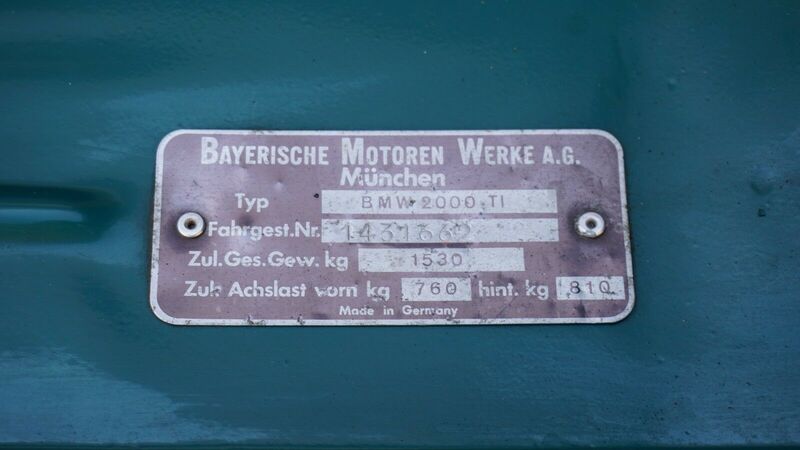 BAYERISCHE MOTOREN WERKE A.G.
München
Typ BMW 2000 TI
Fahrgest.Nr. 1431662
Zul.Ges.Gew. kg 1530
Zul. Achslast vorn kg 760 hint. kg 810
Made in Germany